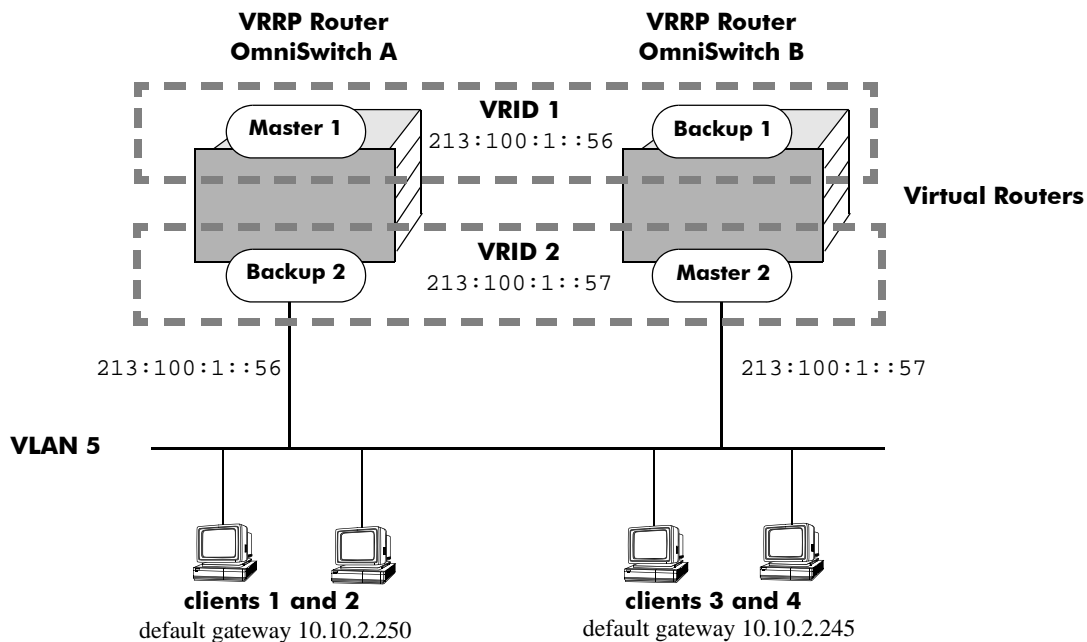 VRRP Router
OmniSwitch A
VRRP Router
OmniSwitch B
VRID 1
Master 1
Backup 1
213:100:1::56
Virtual Routers
VRID 2
Backup 2
Master 2
213:100:1::57
213:100:1::56
213:100:1::57
VLAN 5
clients 1 and 2
default gateway 10.10.2.250
clients 3 and 4
default gateway 10.10.2.245